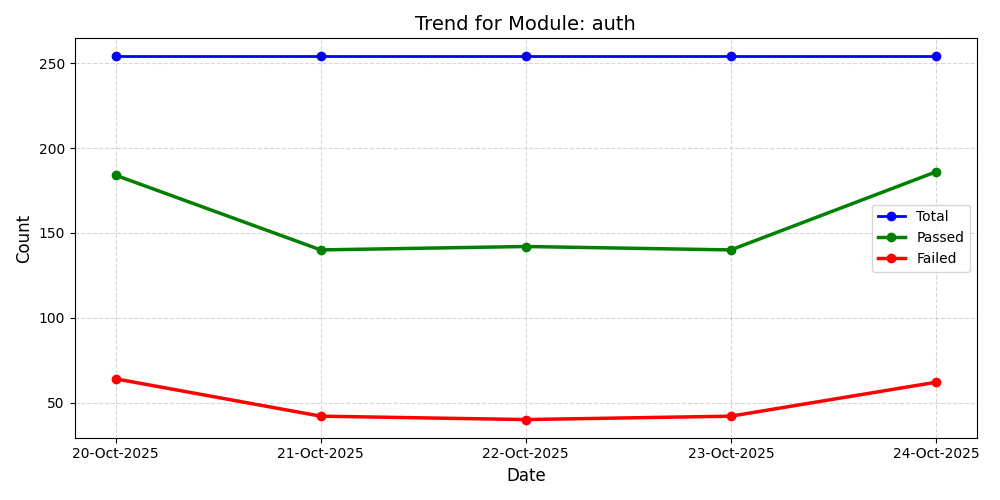 Trend for Module: auth
Count
250
200
150
100
50
Total
Passed
Failed
20-Oct-2025
21-Oct-2025
22-Oct-2025
23-Oct-2025
24-Oct-2025
Date